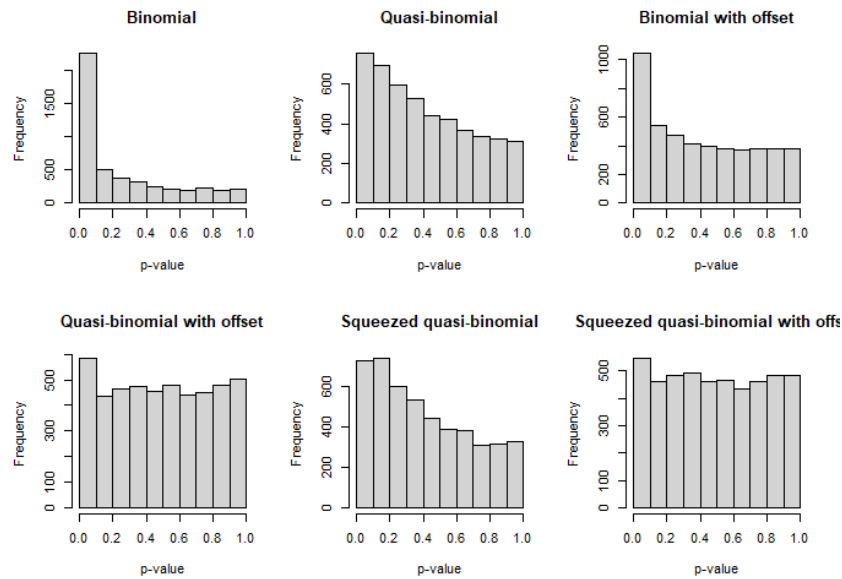 Binomial
Quasi-binomial
Binomial with offset
Frequency
0 500 1500
0.0 0.2 0.4 0.6 0.8 1.0
p-value
Frequency
0 200 400 600
0.0 0.2 0.4 0.6 0.8 1.0
p-value
Frequency
0 200 600 1000
0.0 0.2 0.4 0.6 0.8 1.0
p-value
Quasi-binomial with offset
Squeezed quasi-binomial
Squeezed quasi-binomial with offs
Frequency
0 100 300 500
0.0 0.2 0.4 0.6 0.8 1.0
p-value
Frequency
0 200 400 600
0.0 0.2 0.4 0.6 0.8 1.0
p-value
Frequency
0 100 300 500
0.0 0.2 0.4 0.6 0.8 1.0
p-value